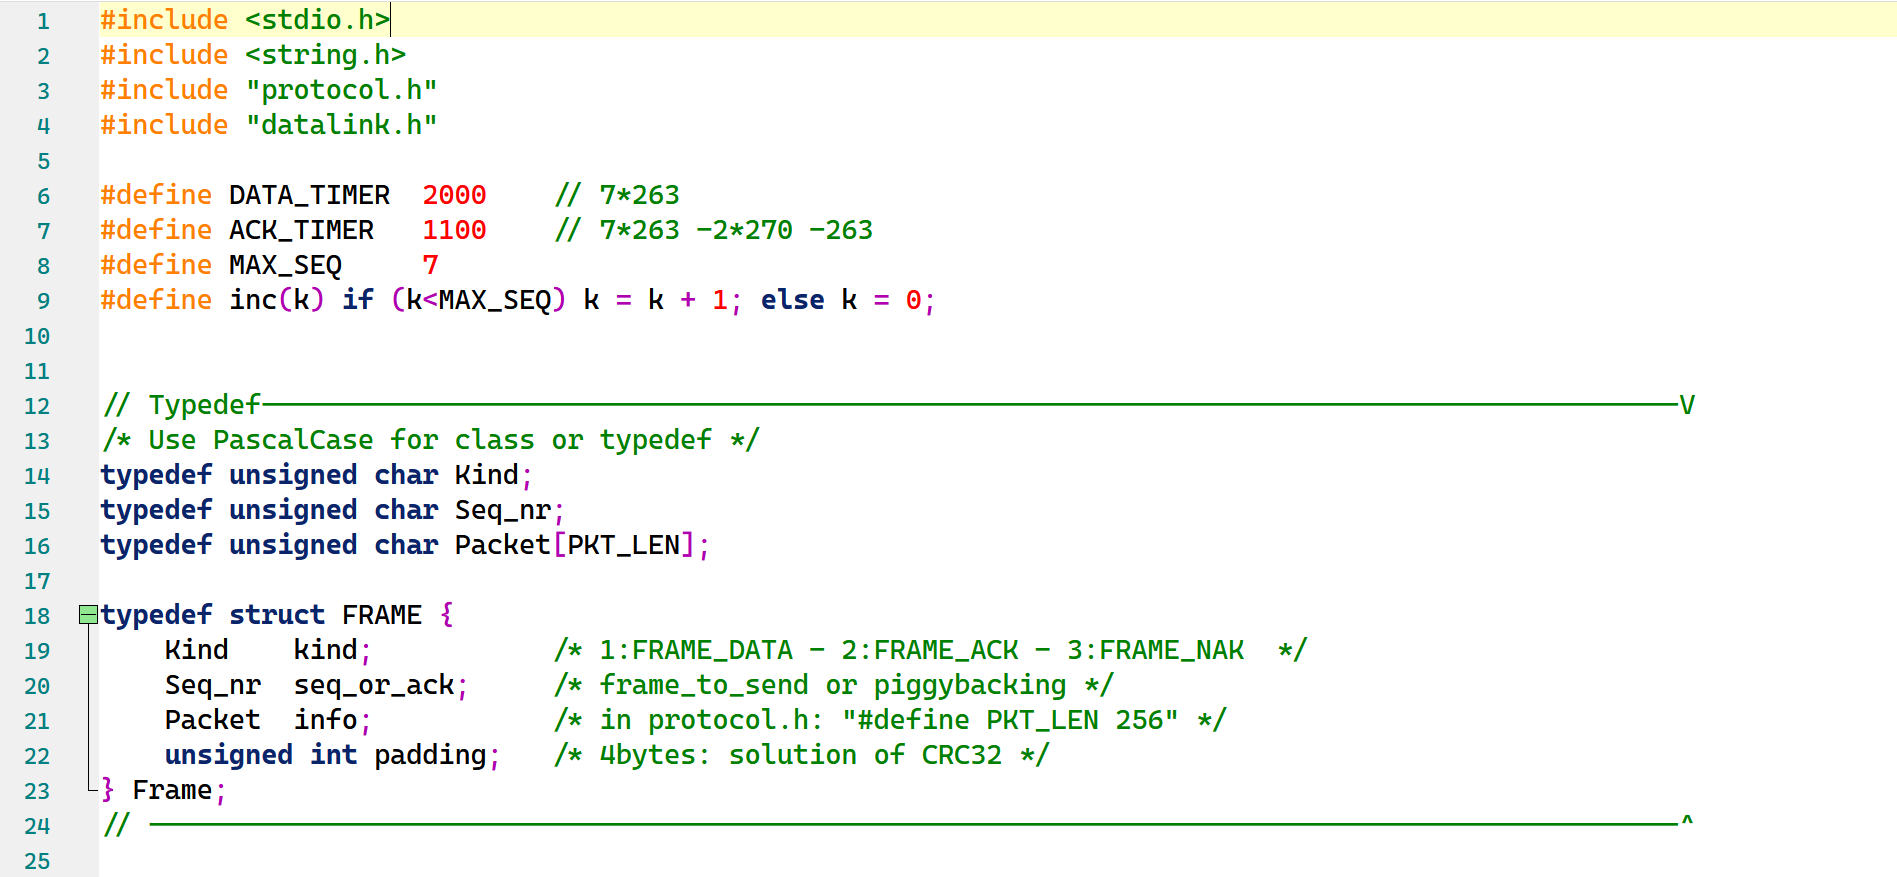 1 #include <stdio.h>
2 #include <string.h>
3 #include "protocol.h"
4 #include "datalink.h"
5
6 #define DATA_TIMER  2000    // 7*263
7 #define ACK_TIMER   1100    // 7*263 -2*270 -263
8 #define MAX_SEQ     7
9 #define inc(k) if (k<MAX_SEQ) k = k + 1; else k = 0;
10
11
12 // Typedef————————V
13 /* Use PascalCase for class or typedef */
14 typedef unsigned char Kind;
15 typedef unsigned char Seq_nr;
16 typedef unsigned char Packet[PKT_LEN];
17
18 typedef struct FRAME {
19     Kind    kind;           /* 1:FRAME_DATA - 2:FRAME_ACK - 3:FRAME_NAK  */
20     Seq_nr  seq_or_ack;     /* frame_to_send or piggybacking */
21     Packet  info;           /* in protocol.h: "#define PKT_LEN 256" */
22     unsigned int padding;   /* 4bytes: solution of CRC32 */
23 } Frame;
24 // ————————^
25